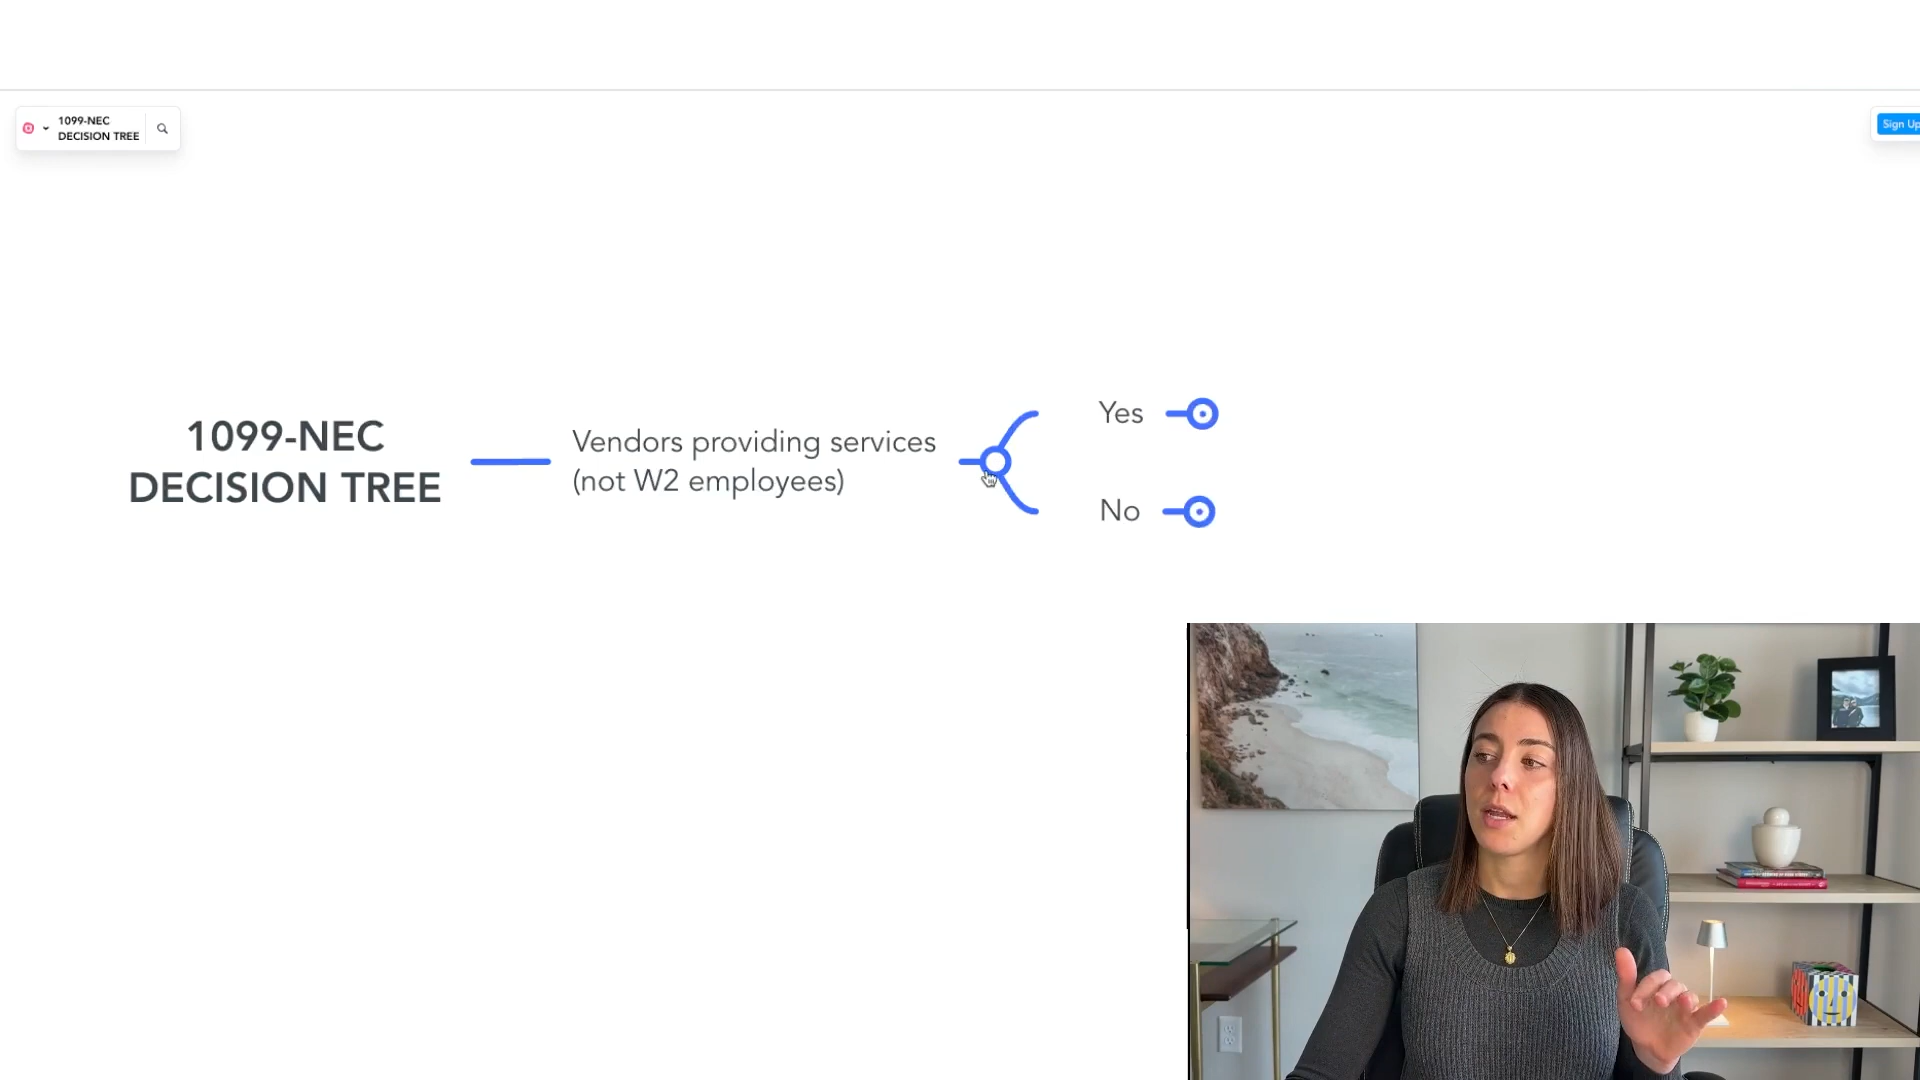 1099-NEC
DECISION TREE
Sign Up
1099-NEC
DECISION TREE
Vendors providing services
(not W2 employees)
Yes
No